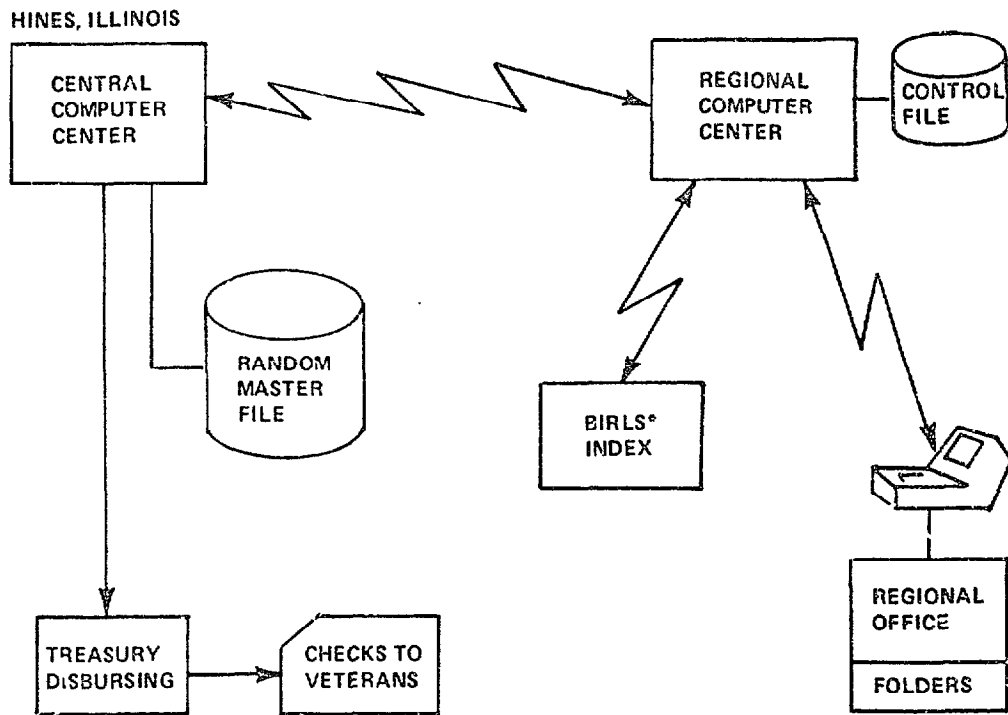 HINES, ILLINOIS
CENTRAL
COMPUTER
CENTER
REGIONAL
COMPUTER
CENTER
CONTROL
FILE
RANDOM
MASTER
FILE
BIRLS*
INDEX
TREASURY
DISBURSING
CHECKS TO
VETERANS
REGIONAL
OFFICE
FOLDERS